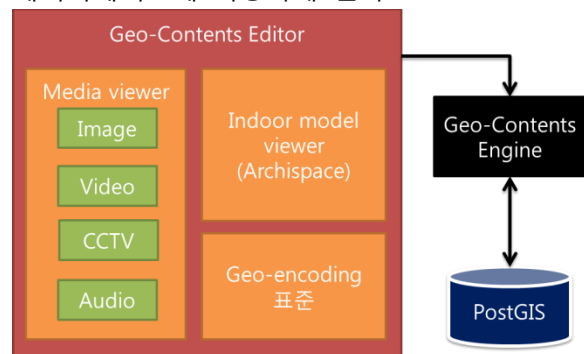 Geo-Contents Editor
Media viewer
Image
Video
CCTV
Audio
Indoor model
viewer
(Archispace)
Geo-encoding
표준
Geo-Contents
Engine
PostGIS